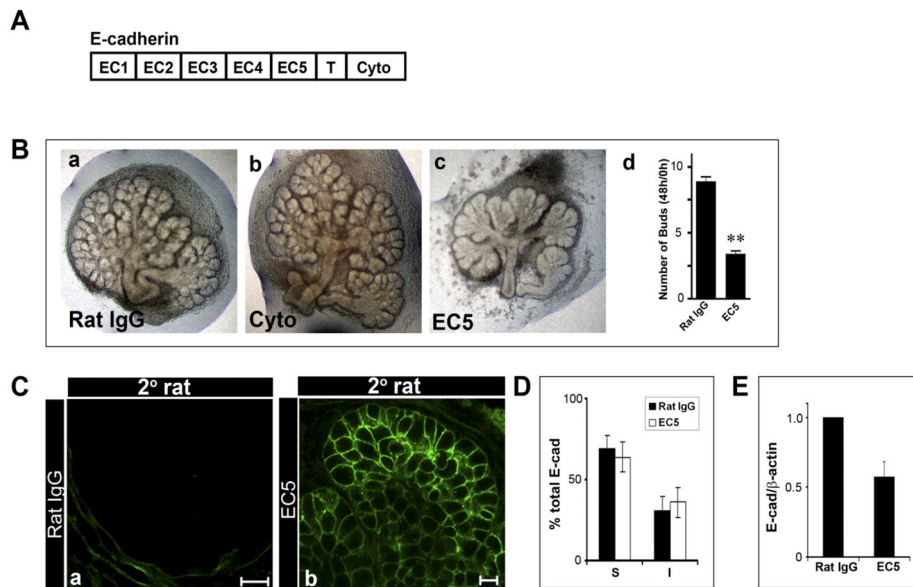 A
E-cadherin
EC1 EC2 EC3 EC4 EC5 T Cyto
B
a b c d
Rat IgG Cyto EC5
Number of Buds (48h/0h)
10
5
0
**
Rat IgG EC5
C
2º rat 2º rat
Rat IgG EC5
a b
D
% total E-cad
100
50
0
Rat IgG
EC5
S I
E
E-cad/β-actin
1.0
0.5
0
Rat IgG EC5